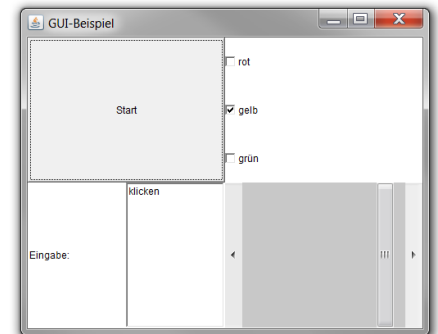 GUI-Beispiel
Start
rot
gelb
grün
Eingabe:
klicken